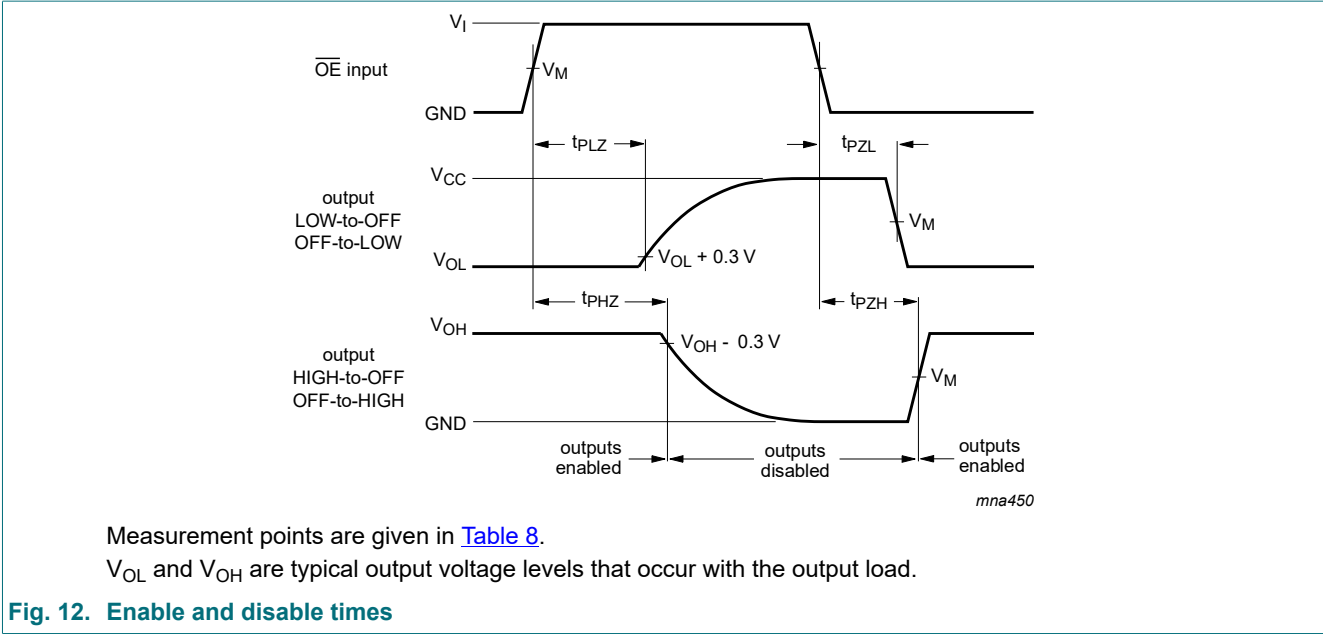 V_I
O̅E̅ input
V_M
GND
t_PLZ
t_PZL
V_CC
output
LOW-to-OFF
OFF-to-LOW
V_M
V_OL
V_OL + 0.3 V
t_PHZ
t_PZH
V_OH
V_OH - 0.3 V
output
HIGH-to-OFF
OFF-to-HIGH
V_M
GND
outputs
enabled
outputs
disabled
outputs
enabled
mna450
Measurement points are given in Table 8.
V_OL and V_OH are typical output voltage levels that occur with the output load.
Fig. 12. Enable and disable times